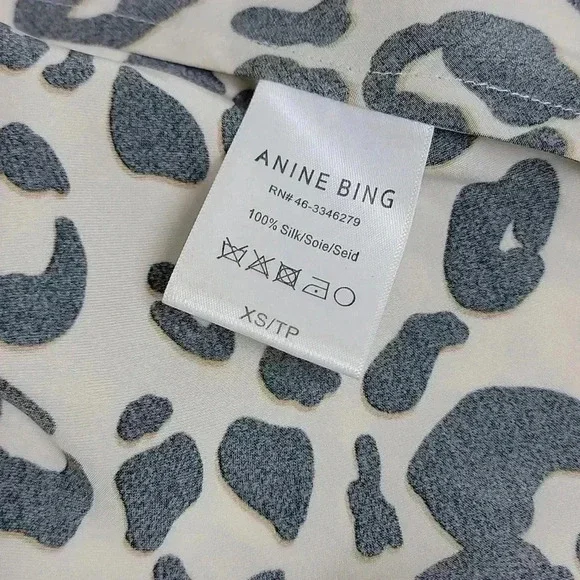 ANINE BING
RN# 46-3346279
100% Silk/Soie/Seid
XS/TP